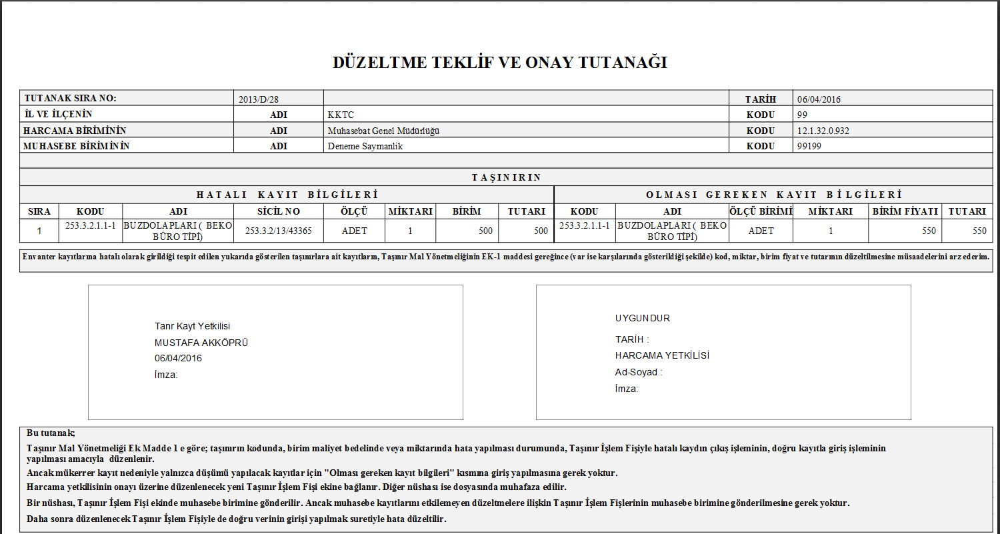 DÜZELTME TEKLİF VE ONAY TUTANAĞI
TUTANAK SIRA NO: 2013/D/28 TARİH 06/04/2016
İL VE İLÇENİN ADI KKTC KODU 99
HARCAMA BİRİMİNİN ADI Muhasebat Genel Müdürlüğü KODU 12.1.32.0.932
MUHASEBE BİRİMİNİN ADI Deneme Saymanlik KODU 99199
TAŞINIRIN
HATALI KAYIT BİLGİLERİ OLMASI GEREKEN KAYIT BİLGİLERİ
SIRA KODU ADI SİCİL NO ÖLÇÜ MİKTARI BİRİM TUTARI KODU ADI ÖLÇÜ BİRİMİ MİKTARI BİRİM FİYATI TUTARI
1 253.3.2.1.1-1 BUZDOLAPLARI ( BEKO BÜRO TİPİ) 253.3.2/13/43365 ADET 1 500 500 253.3.2.1.1-1 BUZDOLAPLARI ( BEKO BÜRO TİPİ) ADET 1 550 550
Envanter kayıtlarına hatalı olarak girildiği tespit edilen yukarıda gösterilen taşınırlara ait kayıtların, Taşınır Mal Yönetmeliğinin EK-1 maddesi gereğince (var ise karşılarında gösterildiği şekilde) kod, miktar, birim fiyat ve tutarının düzeltilmesine müsaadelerini arz ederim.
Tanr Kayt Yetkilisi
MUSTAFA AKKÖPRÜ
06/04/2016
İmza:
UYGUNDUR
TARİH :
HARCAMA YETKİLİSİ
Ad-Soyad :
İmza:
Bu tutanak;
Taşınır Mal Yönetmeliği Ek Madde 1 e göre; taşınırın kodunda, birim maliyet bedelinde veya miktarında hata yapılması durumunda, Taşınır İşlem Fişiyle hatalı kaydın çıkış işleminin, doğru kayıtla giriş işleminin
yapılması amacıyla düzenlenir.
Ancak mükerrer kayıt nedeniyle yalnızca düşümü yapılacak kayıtlar için "Olması gereken kayıt bilgileri" kısmına giriş yapılmasına gerek yoktur.
Harcama yetkilisinin onayı üzerine düzenlenecek yeni Taşınır İşlem Fişi ekine bağlanır. Diğer nüshası ise dosyasında muhafaza edilir.
Bir nüshası, Taşınır İşlem Fişi ekinde muhasebe birimine gönderilir. Ancak muhasebe kayıtlarını etkilemeyen düzeltmelere ilişkin Taşınır İşlem Fişlerinin muhasebe birimine gönderilmesine gerek yoktur.
Daha sonra düzenlenecek Taşınır İşlem Fişiyle de doğru verinin girişi yapılmak suretiyle hata düzeltilir.